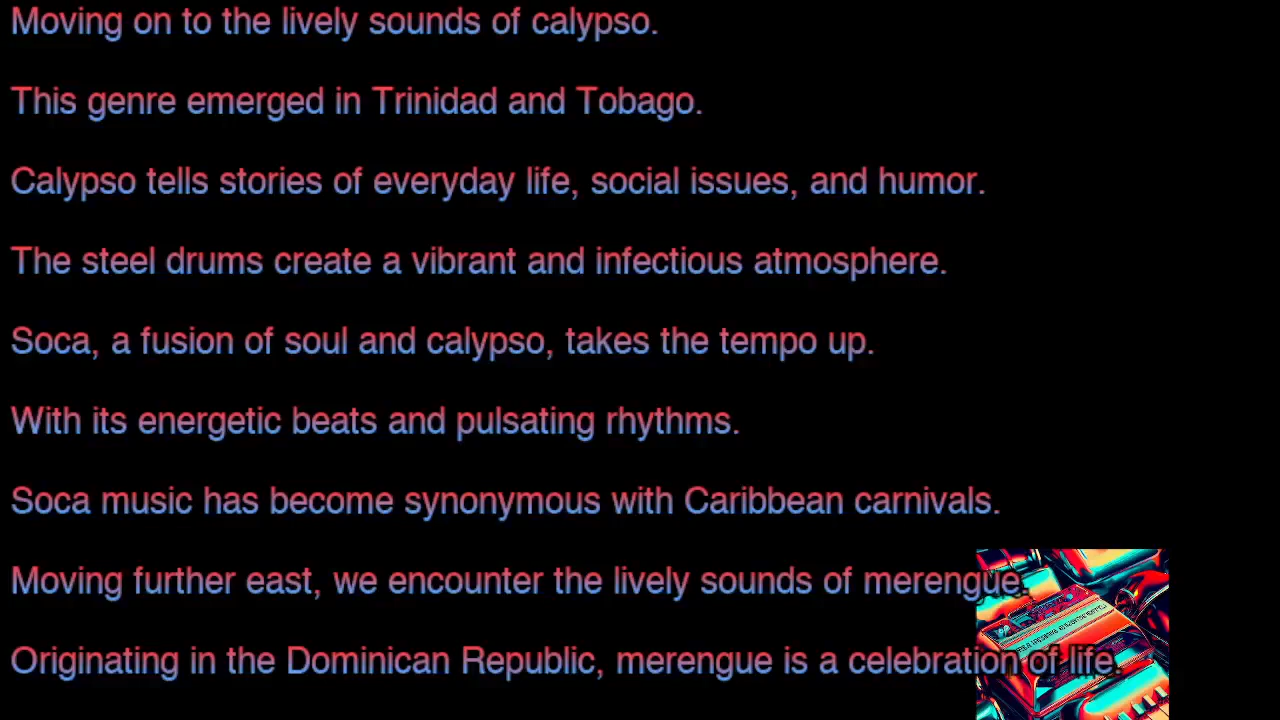 Moving on to the lively sounds of calypso.
This genre emerged in Trinidad and Tobago.
Calypso tells stories of everyday life, social issues, and humor.
The steel drums create a vibrant and infectious atmosphere.
Soca, a fusion of soul and calypso, takes the tempo up.
With its energetic beats and pulsating rhythms.
Soca music has become synonymous with Caribbean carnivals.
Moving further east, we encounter the lively sounds of merengue.
Originating in the Dominican Republic, merengue is a celebration of life.